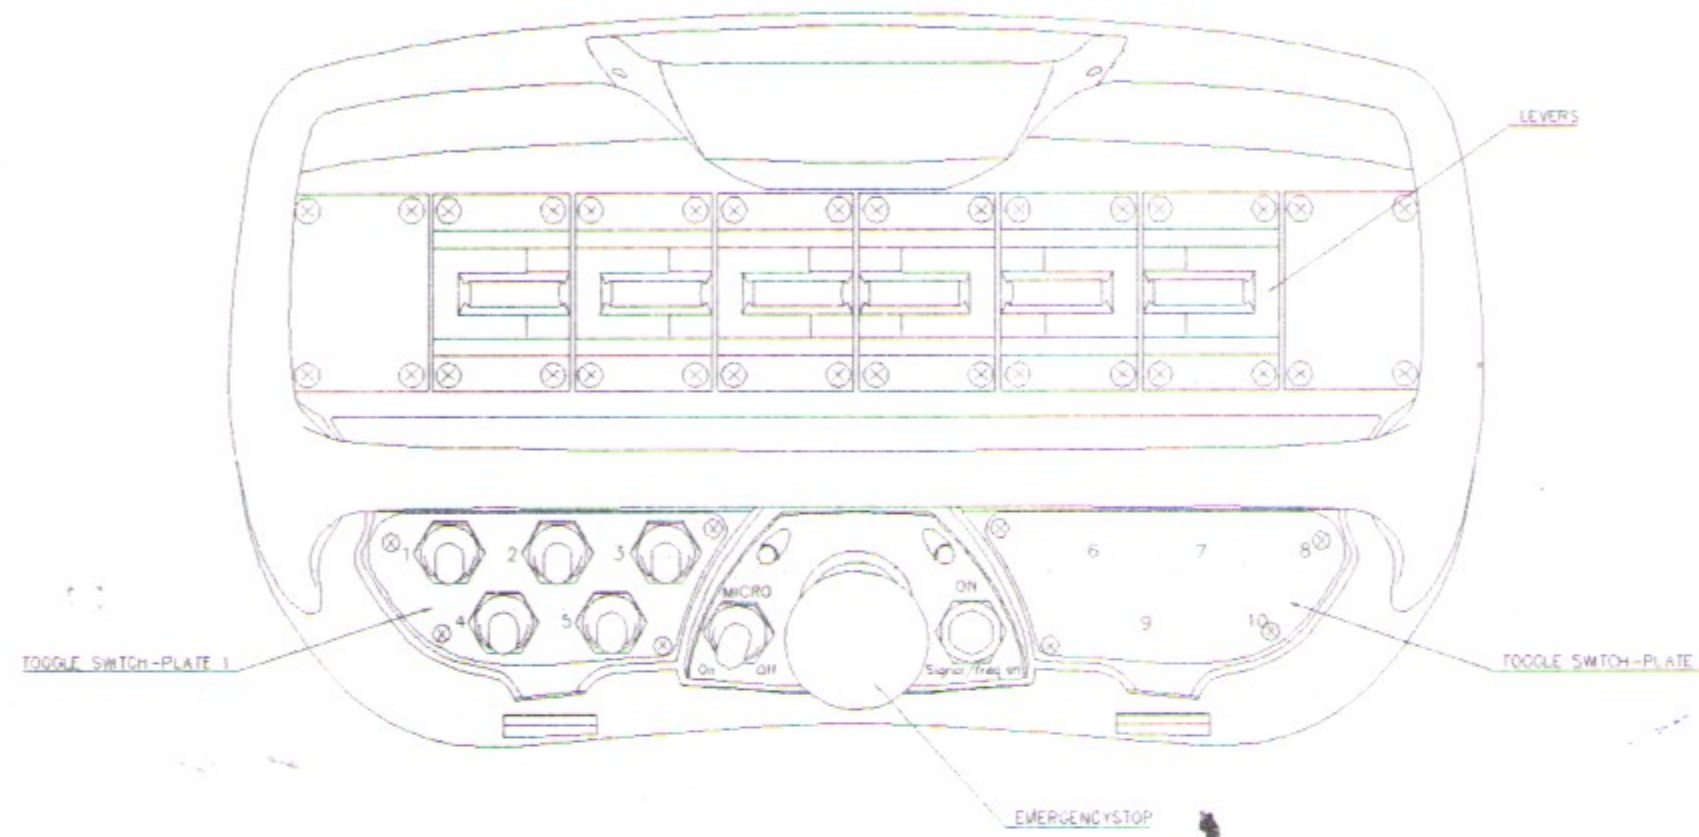 LEVERS
1 2 3
6 7 8
4 5
MICRO
ON
9 10
On Off
TOGGLE SWITCH-PLATE 1
TOGGLE SWITCH-PLATE
EMERGENCYSTOP